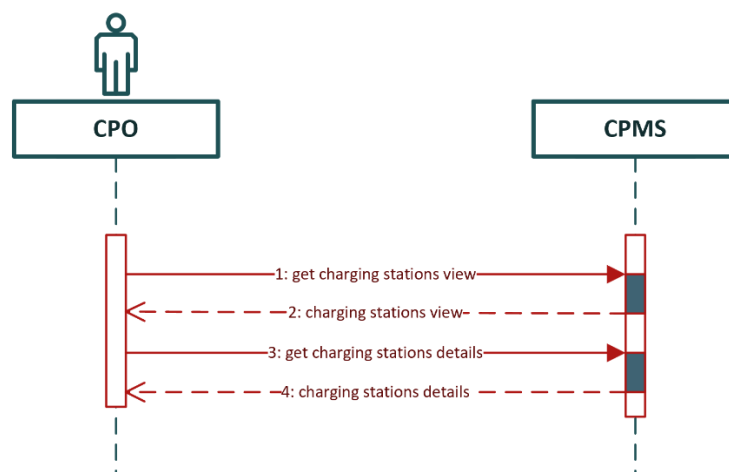 CPO
CPMS
1: get charging stations view
2: charging stations view
3: get charging stations details
4: charging stations details